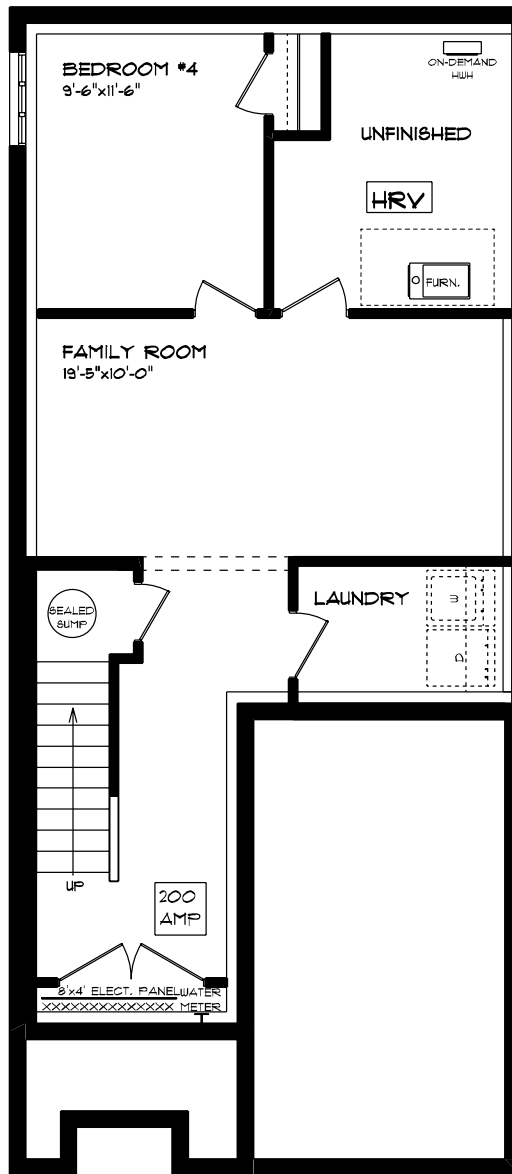 BEDROOM #4
9'-6"x11'-6"
ON-DEMAND
HWH
UNFINISHED
HRV
FURN.
FAMILY ROOM
19'-5"x10'-0"
SEALED
SUMP
LAUNDRY
W
D
UP
200
AMP
8'x4' ELECT. PANEL
WATER
METER
XXXXXXXXXXXXX